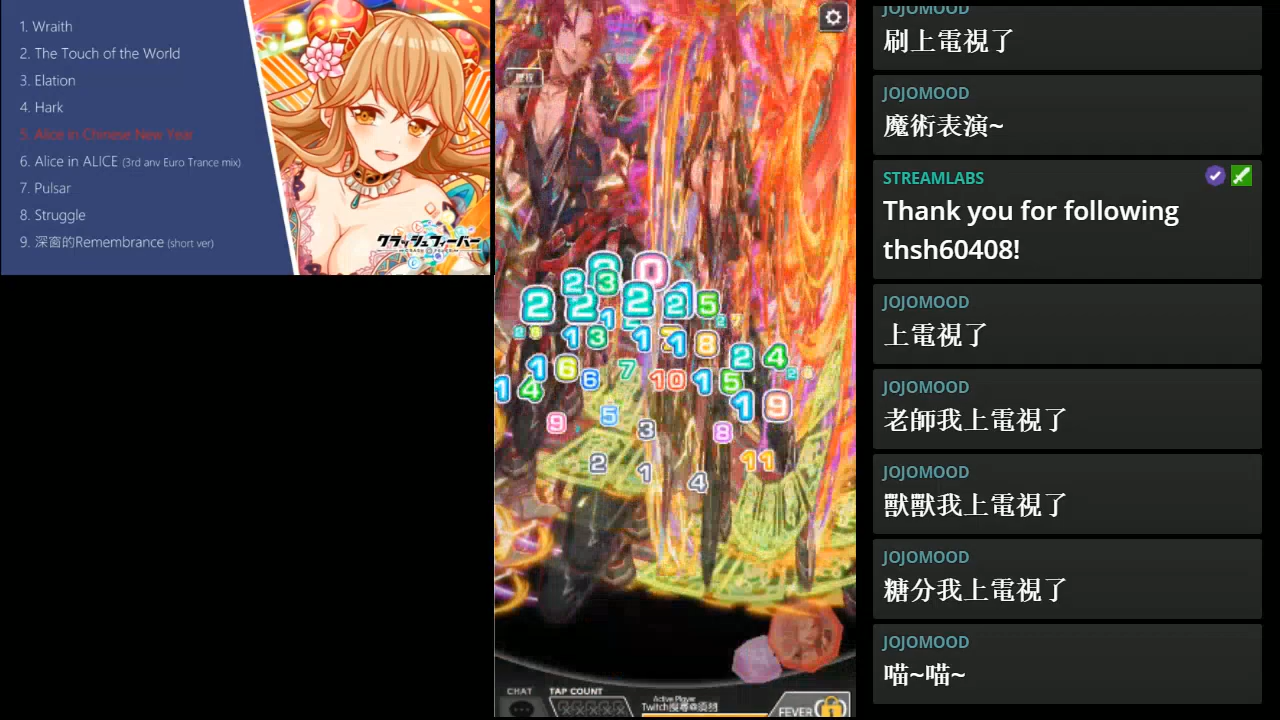 1. Wraith
2. The Touch of the World
3. Elation
4. Hark
5. Alice in Chinese New Year
6. Alice in ALICE (3rd anv Euro Trance mix)
7. Pulsar
8. Struggle
9. 深窗的Remembrance (short ver)
クラッシュフィーバー
CHAT
TAP COUNT
Active Player
FEVER
JOJOMOOD
刷上電視了
JOJOMOOD
魔術表演~
STREAMLABS
Thank you for following
thsh60408!
JOJOMOOD
上電視了
JOJOMOOD
老師我上電視了
JOJOMOOD
獸獸我上電視了
JOJOMOOD
糖分我上電視了
JOJOMOOD
喵~喵~